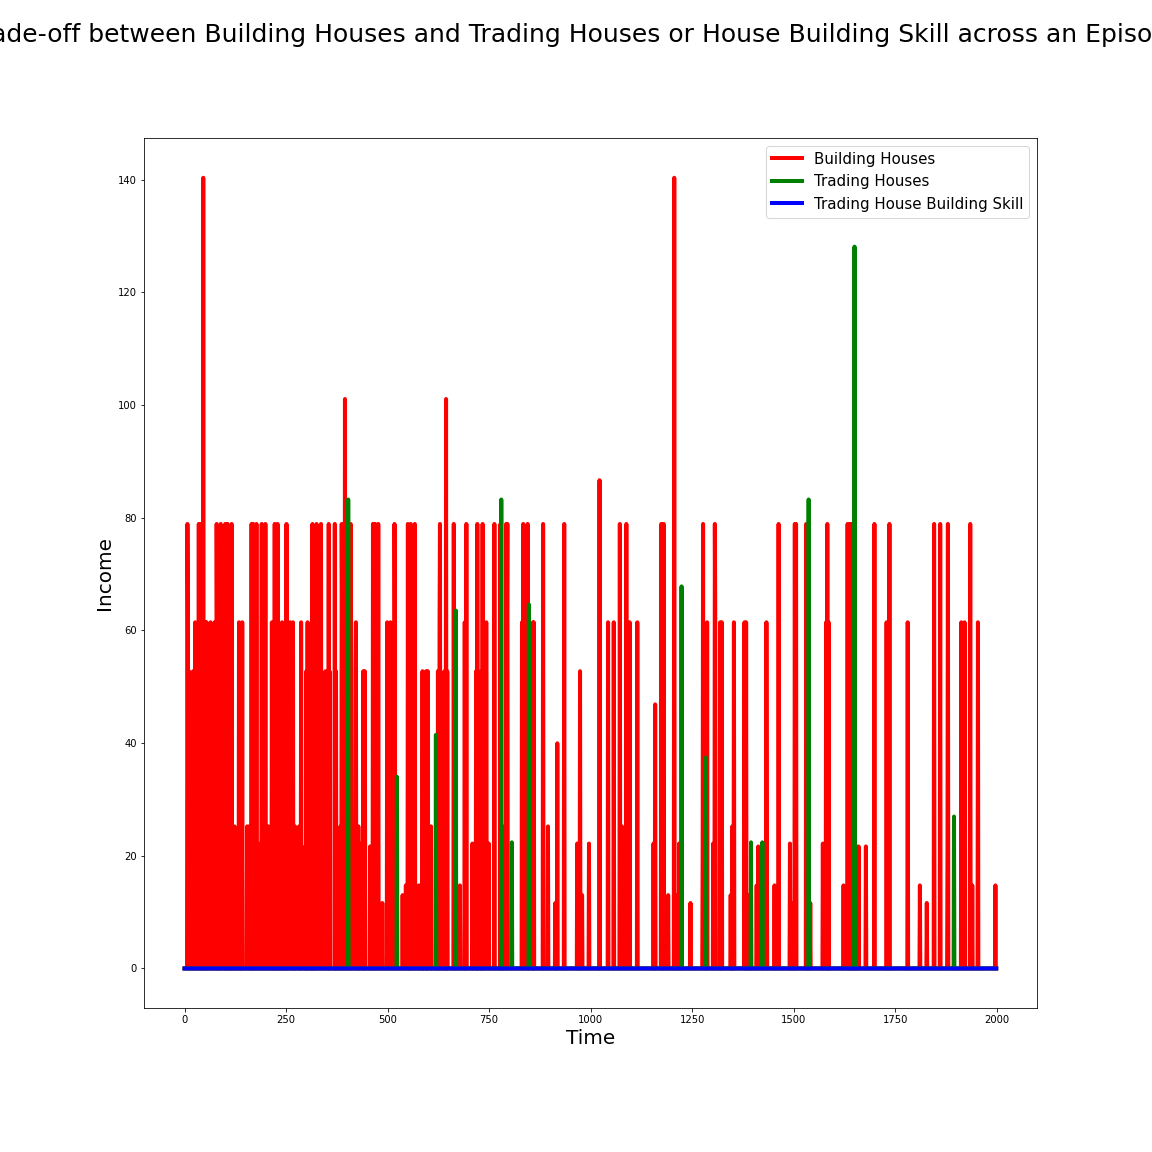 ade-off between Building Houses and Trading Houses or House Building Skill across an Episo
Building Houses
Trading Houses
Trading House Building Skill
140
120
100
80
60
40
20
0
Income
0 250 500 750 1000 1250 1500 1750 2000
Time